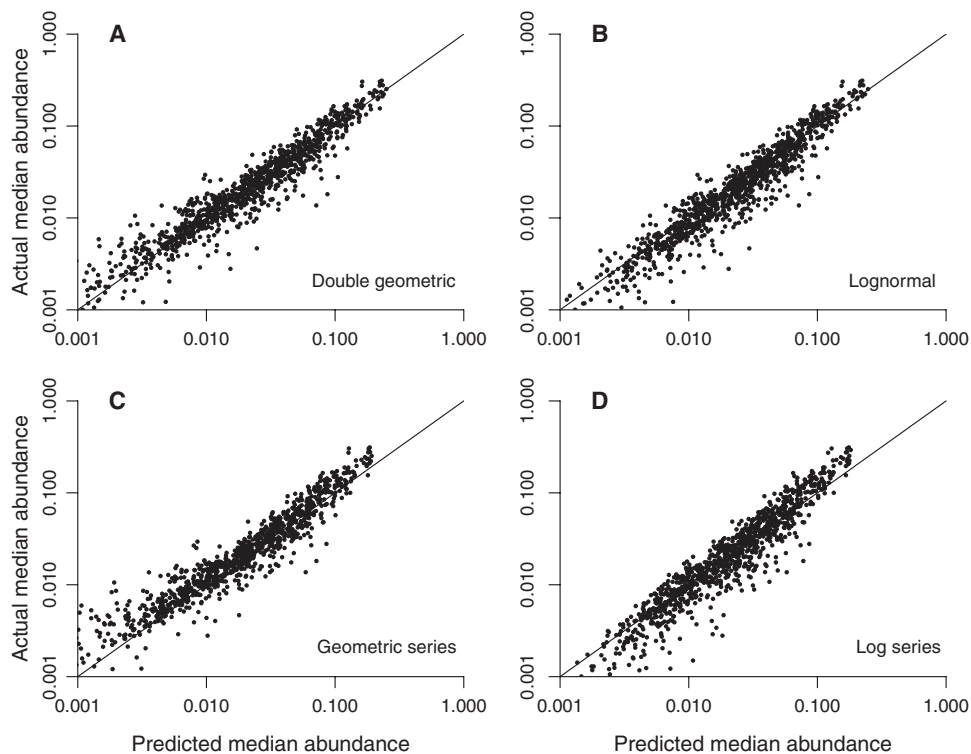 A
B
Actual median abundance
1.000
0.100
0.010
0.001
Double geometric
0.001 0.010 0.100 1.000
1.000
0.100
0.010
0.001
Lognormal
0.001 0.010 0.100 1.000
C
D
Actual median abundance
1.000
0.100
0.010
0.001
Geometric series
0.001 0.010 0.100 1.000
Predicted median abundance
1.000
0.100
0.010
0.001
Log series
0.001 0.010 0.100 1.000
Predicted median abundance